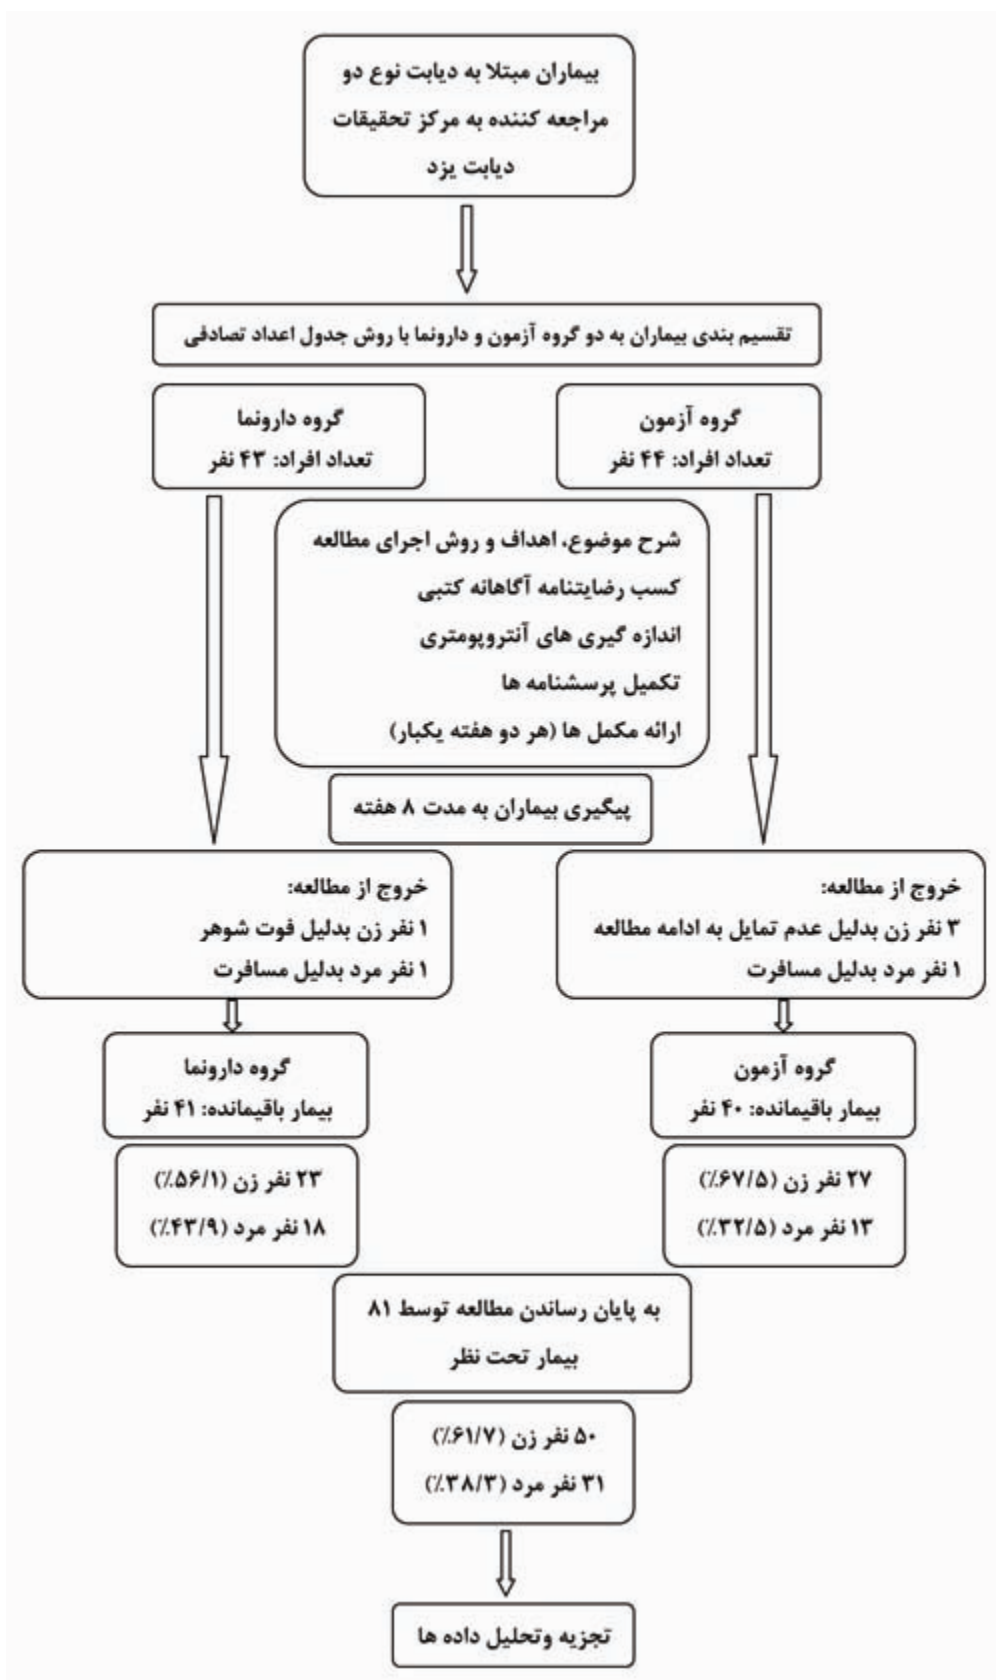 بیماران مبتلا به دیابت نوع دو
مراجعه کننده به مرکز تحقیقات
دیابت یزد
تقسیم بندی بیماران به دو گروه آزمون و دارونما با روش جدول اعداد تصادفی
گروه آزمون
تعداد افراد: ۴۴ نفر
گروه دارونما
تعداد افراد: ۴۳ نفر
شرح موضوع، اهداف و روش اجرای مطالعه
کسب رضایتنامه آگاهانه کتبی
اندازه گیری های آنتروپومتری
تکمیل پرسشنامه ها
ارائه مکمل ها (هر دو هفته یکبار)
پیگیری بیماران به مدت ۸ هفته
خروج از مطالعه:
۳ نفر زن بدلیل عدم تمایل به ادامه مطالعه
۱ نفر مرد بدلیل مسافرت
خروج از مطالعه:
۱ نفر زن بدلیل فوت شوهر
۱ نفر مرد بدلیل مسافرت
گروه آزمون
بیمار باقیمانده: ۴۰ نفر
گروه دارونما
بیمار باقیمانده: ۴۱ نفر
۲۷ نفر زن (۶۷/۵٪)
۱۳ نفر مرد (۳۲/۵٪)
۲۳ نفر زن (۵۶/۱٪)
۱۸ نفر مرد (۴۳/۹٪)
به پایان رساندن مطالعه توسط ۸۱
بیمار تحت نظر
۵۰ نفر زن (۶۱/۷٪)
۳۱ نفر مرد (۳۸/۳٪)
تجزیه وتحلیل داده ها